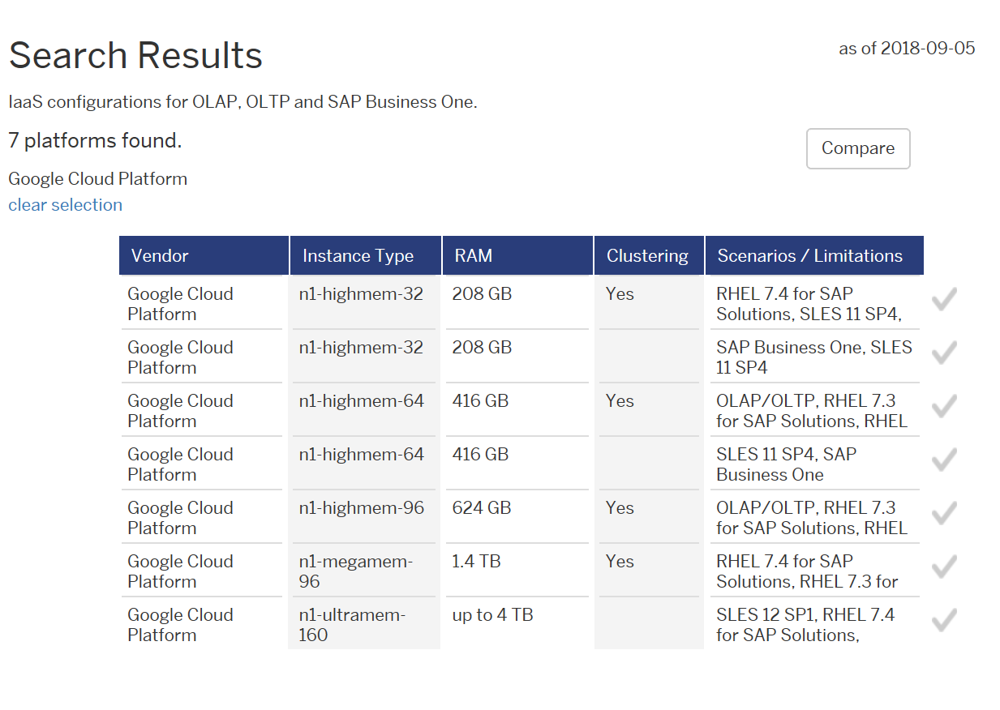 Search Results
as of 2018-09-05
IaaS configurations for OLAP, OLTP and SAP Business One.
7 platforms found.
Compare
Google Cloud Platform
clear selection
Vendor Instance Type RAM Clustering Scenarios / Limitations
Google Cloud n1-highmem-32 208 GB Yes RHEL 7.4 for SAP
Platform Solutions, SLES 11 SP4,
Google Cloud n1-highmem-32 208 GB SAP Business One, SLES
Platform 11 SP4
Google Cloud n1-highmem-64 416 GB Yes OLAP/OLTP, RHEL 7.3
Platform for SAP Solutions, RHEL
Google Cloud n1-highmem-64 416 GB SLES 11 SP4, SAP
Platform Business One
Google Cloud n1-highmem-96 624 GB Yes OLAP/OLTP, RHEL 7.3
Platform for SAP Solutions, RHEL
Google Cloud n1-megamem- 1.4 TB Yes RHEL 7.4 for SAP
Platform 96 Solutions, RHEL 7.3 for
Google Cloud n1-ultramem- up to 4 TB SLES 12 SP1, RHEL 7.4
Platform 160 for SAP Solutions,